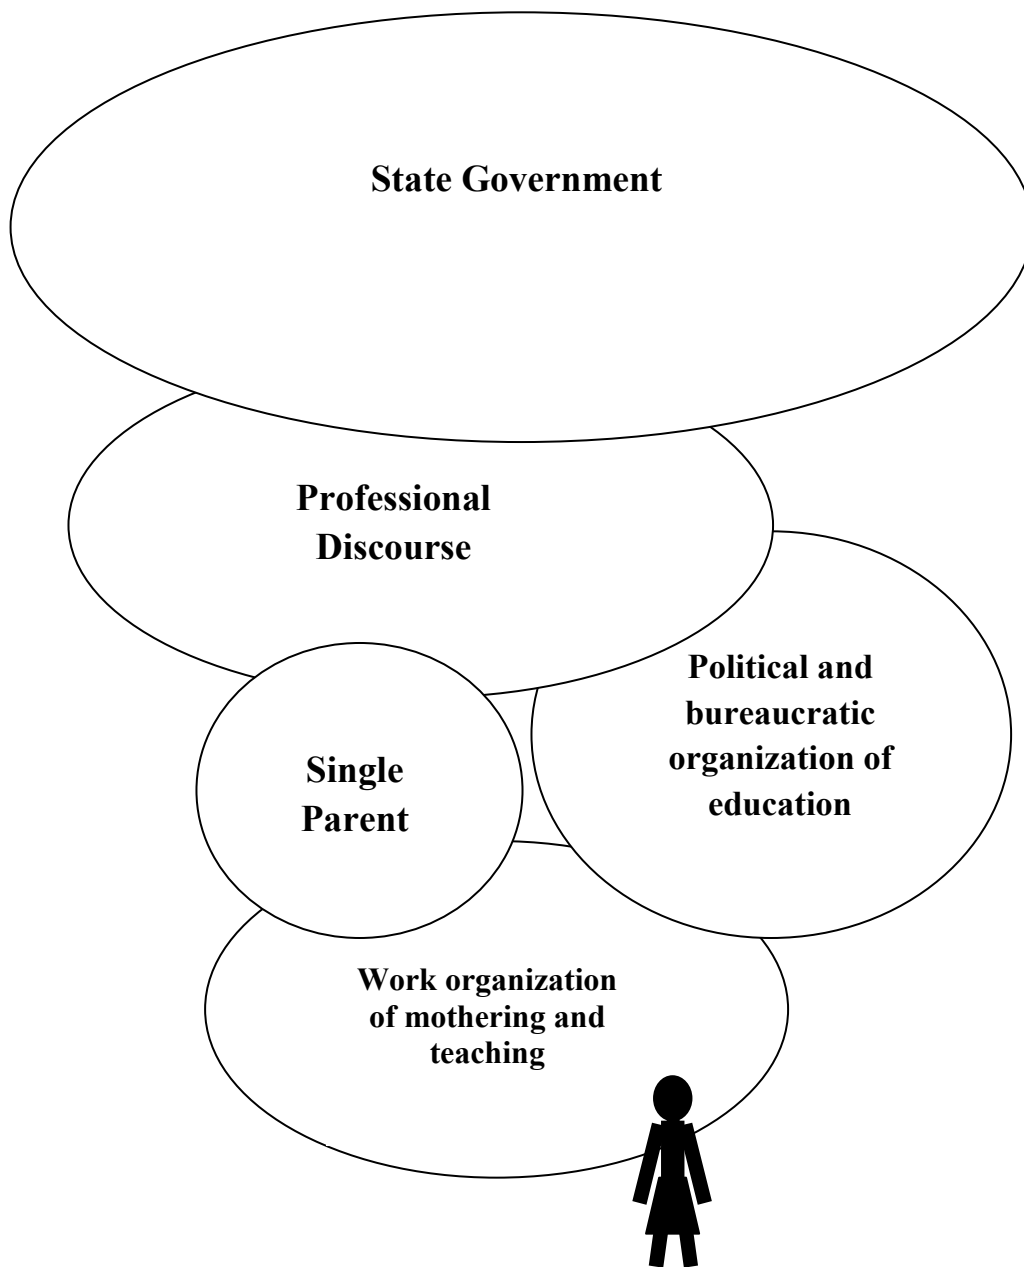 State Government
Professional
Discourse
Political and
bureaucratic
organization of
education
Single
Parent
Work organization
of mothering and
teaching